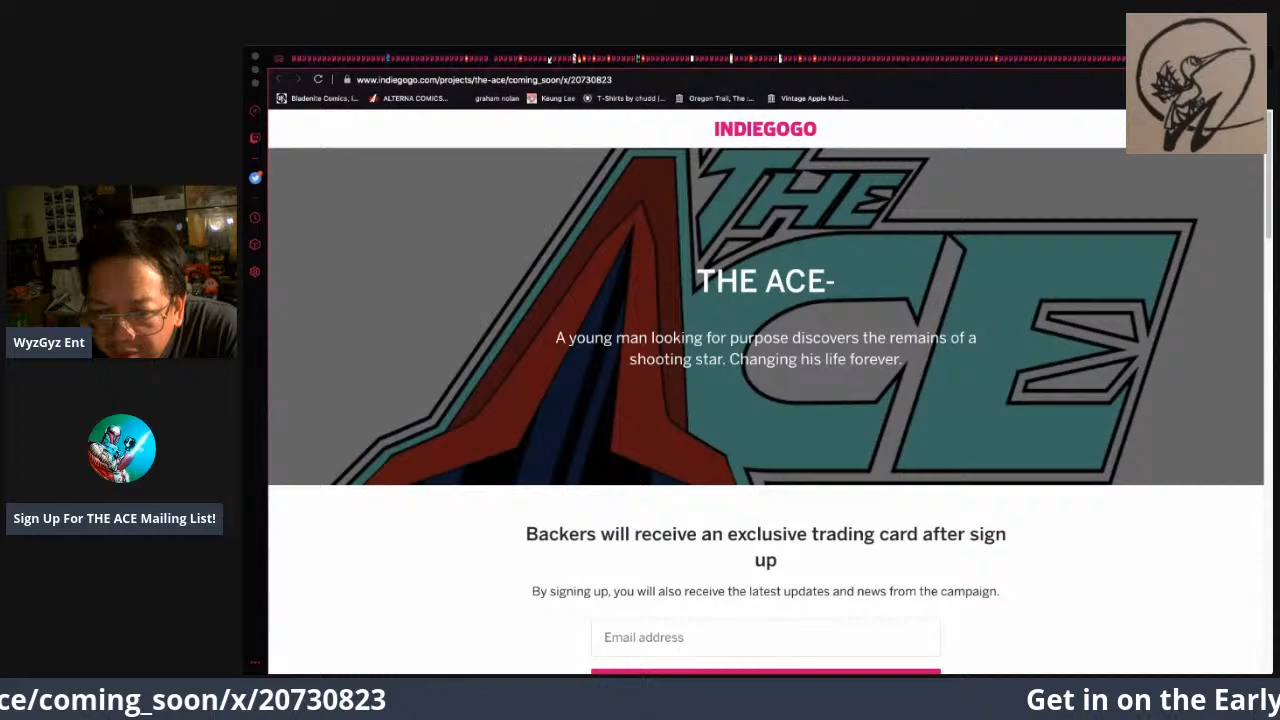 www.indiegogo.com/projects/the-ace/coming_soon/x/20730823
Bladenite Comics, i...
ALTERNA COMICS...
graham nolan
Kaung Lee
T-Shirts by chudd |...
Oregon Trail, The :...
Vintage Apple Maci...
INDIEGOGO
THE
ACE
THE ACE-
A young man looking for purpose discovers the remains of a
shooting star. Changing his life forever.
WyzGyz Ent
Sign Up For THE ACE Mailing List!
Backers will receive an exclusive trading card after sign
up
By signing up, you will also receive the latest updates and news from the campaign.
Email address
ce/coming_soon/x/20730823
Get in on the Early